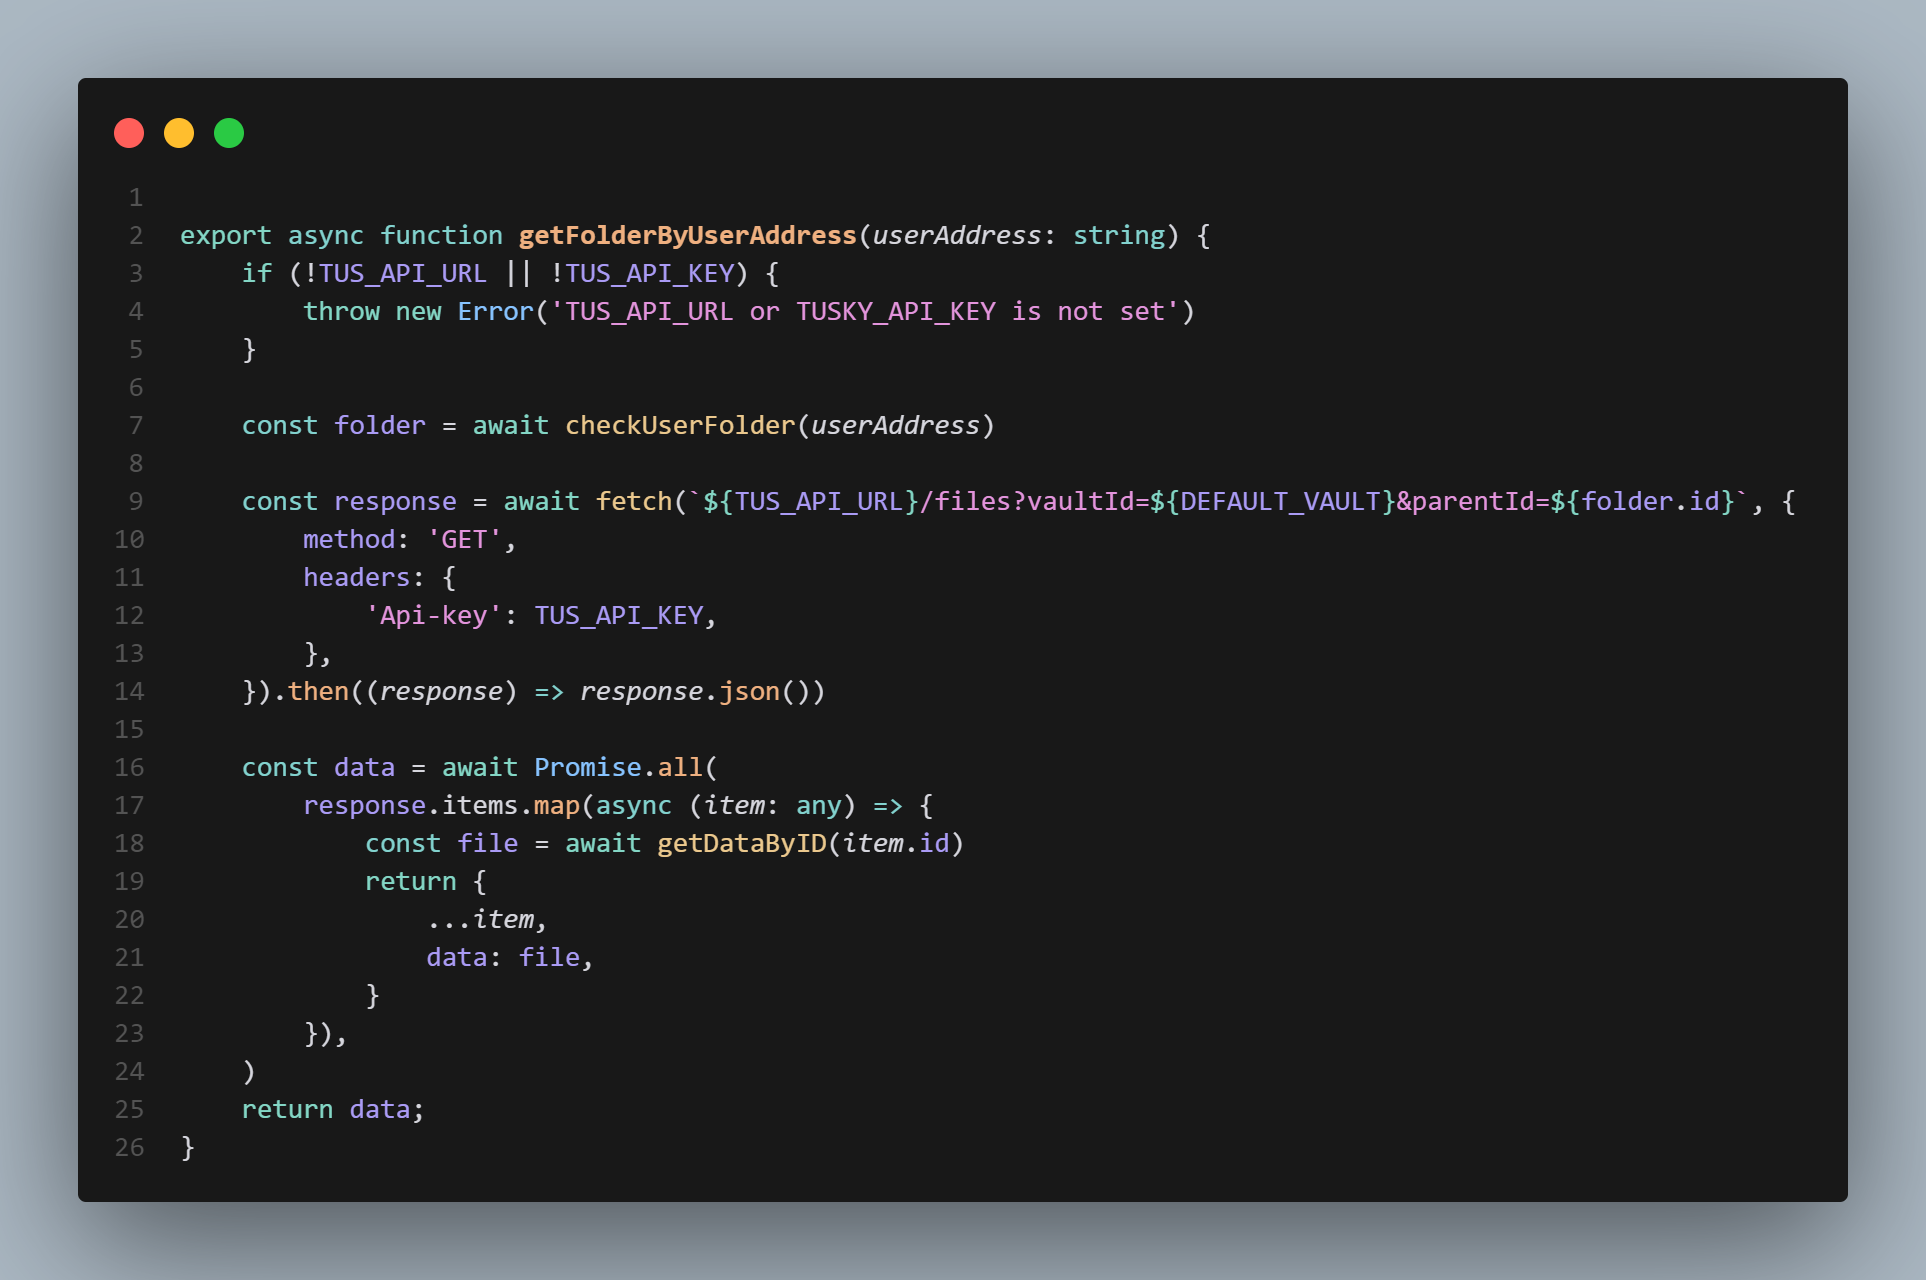 1
2 export async function getFolderByUserAddress(userAddress: string) {
3     if (!TUS_API_URL || !TUS_API_KEY) {
4         throw new Error('TUS_API_URL or TUSKY_API_KEY is not set')
5     }
6
7     const folder = await checkUserFolder(userAddress)
8
9     const response = await fetch(`${TUS_API_URL}/files?vaultId=${DEFAULT_VAULT}&parentId=${folder.id}`, {
10         method: 'GET',
11         headers: {
12             'Api-key': TUS_API_KEY,
13         },
14     }).then((response) => response.json())
15
16     const data = await Promise.all(
17         response.items.map(async (item: any) => {
18             const file = await getDataByID(item.id)
19             return {
20                 ...item,
21                 data: file,
22             }
23         }),
24     )
25     return data;
26 }